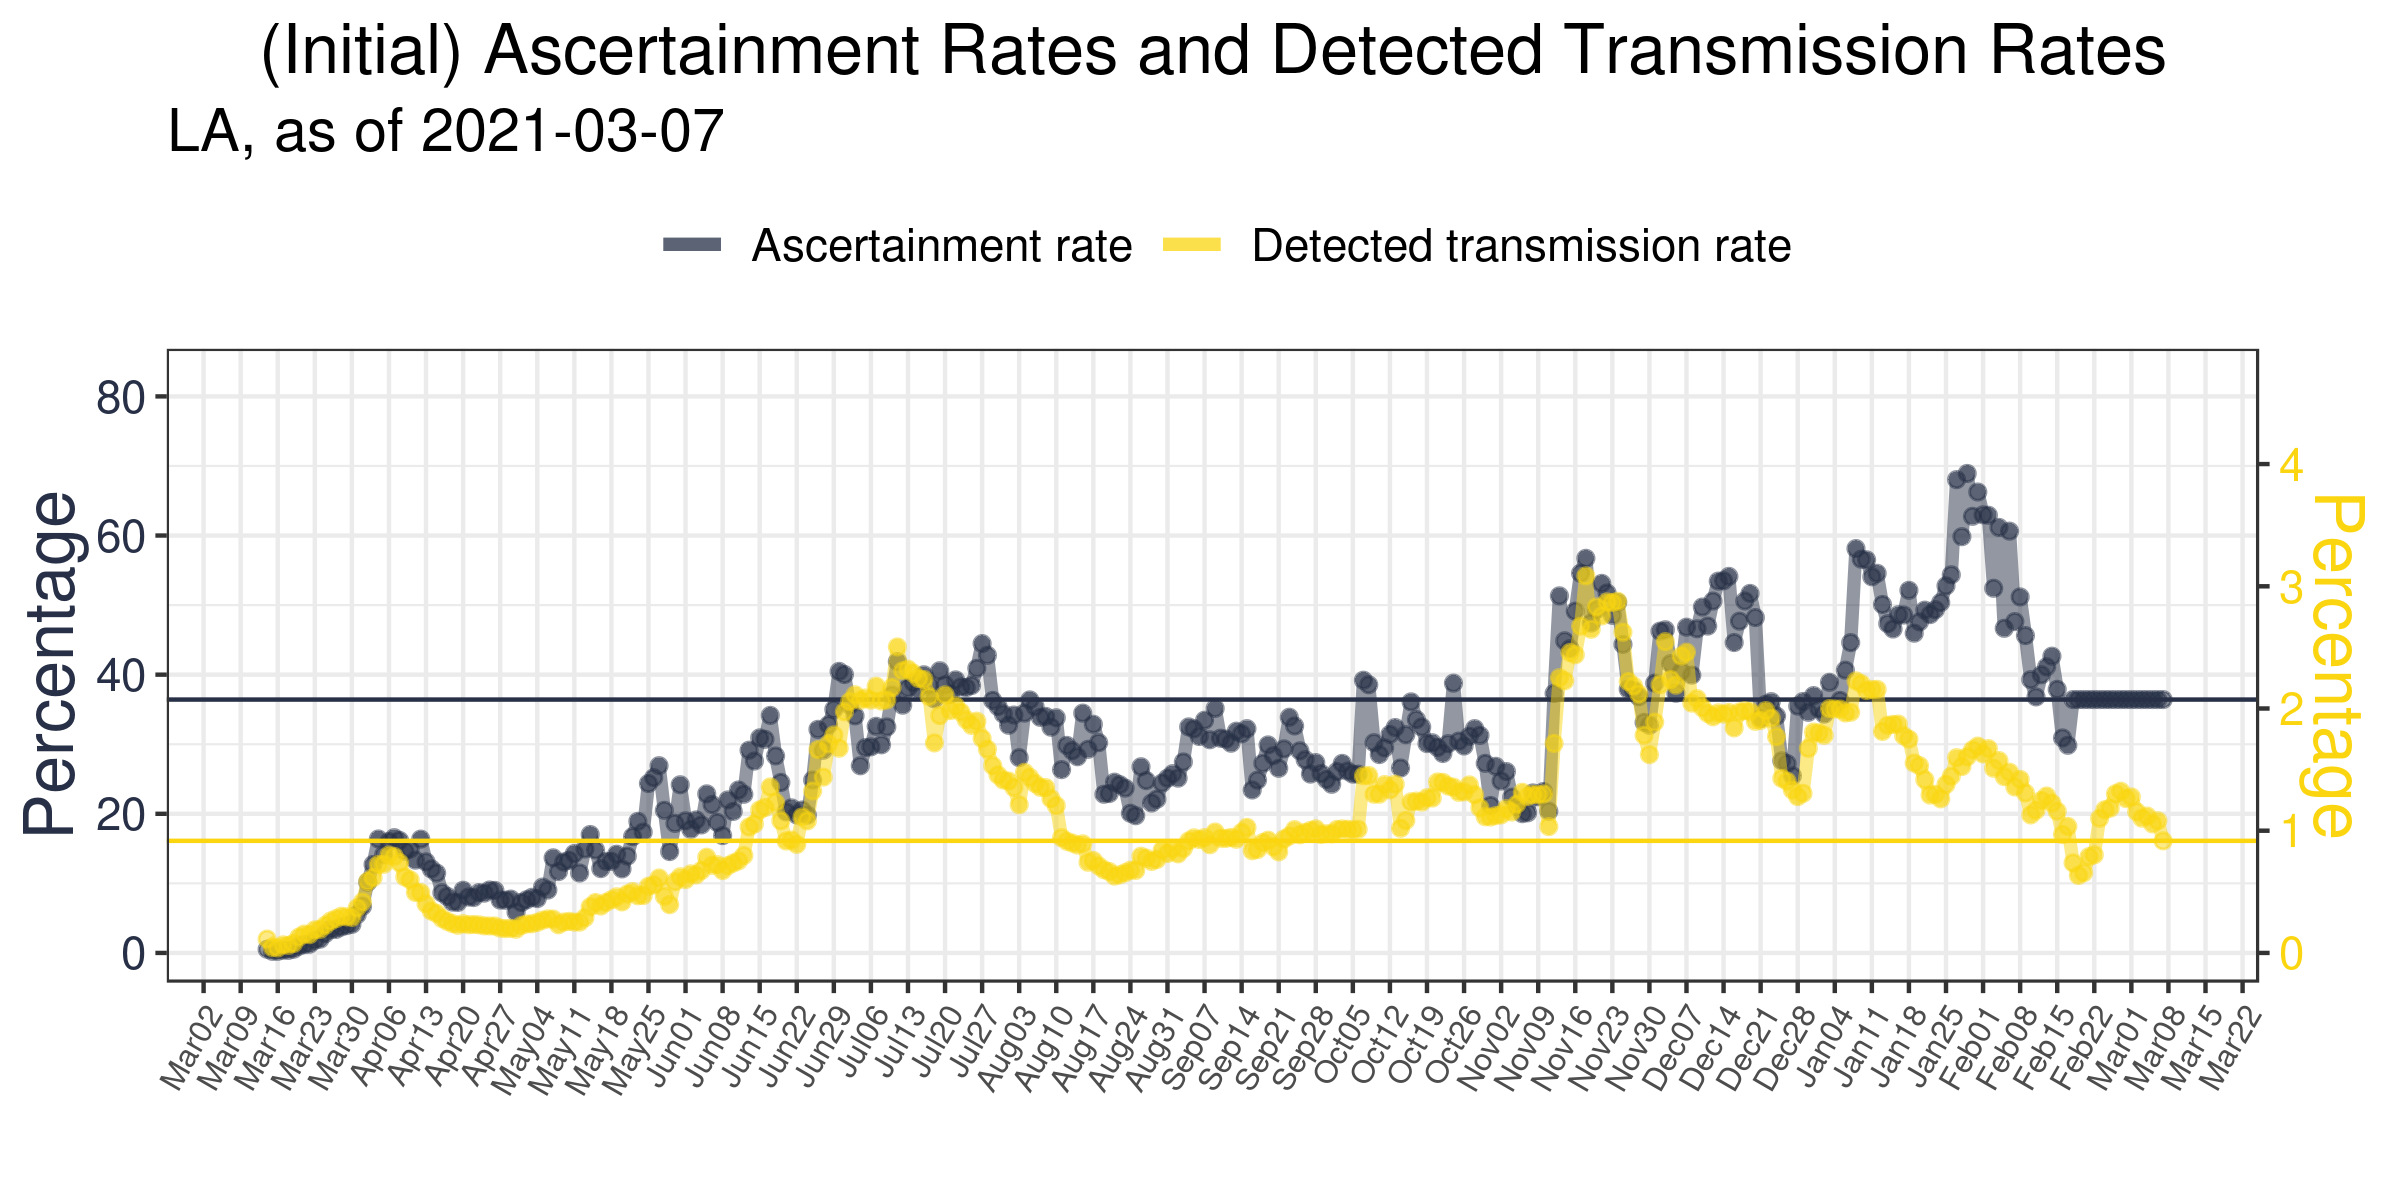 (Initial) Ascertainment Rates and Detected Transmission Rates
LA, as of 2021-03-07
Ascertainment rate
Detected transmission rate
Percentage
80
60
40
20
0
4
3
2
1
0
Percentage
Mar02
Mar09
Mar16
Mar23
Mar30
Apr06
Apr13
Apr20
Apr27
May04
May11
May18
May25
Jun01
Jun08
Jun15
Jun22
Jun29
Jul06
Jul13
Jul20
Jul27
Aug03
Aug10
Aug17
Aug24
Aug31
Sep07
Sep14
Sep21
Sep28
Oct05
Oct12
Oct19
Oct26
Nov02
Nov09
Nov16
Nov23
Nov30
Dec07
Dec14
Dec21
Dec28
Jan04
Jan11
Jan18
Jan25
Feb01
Feb08
Feb15
Feb22
Mar01
Mar08
Mar15
Mar22